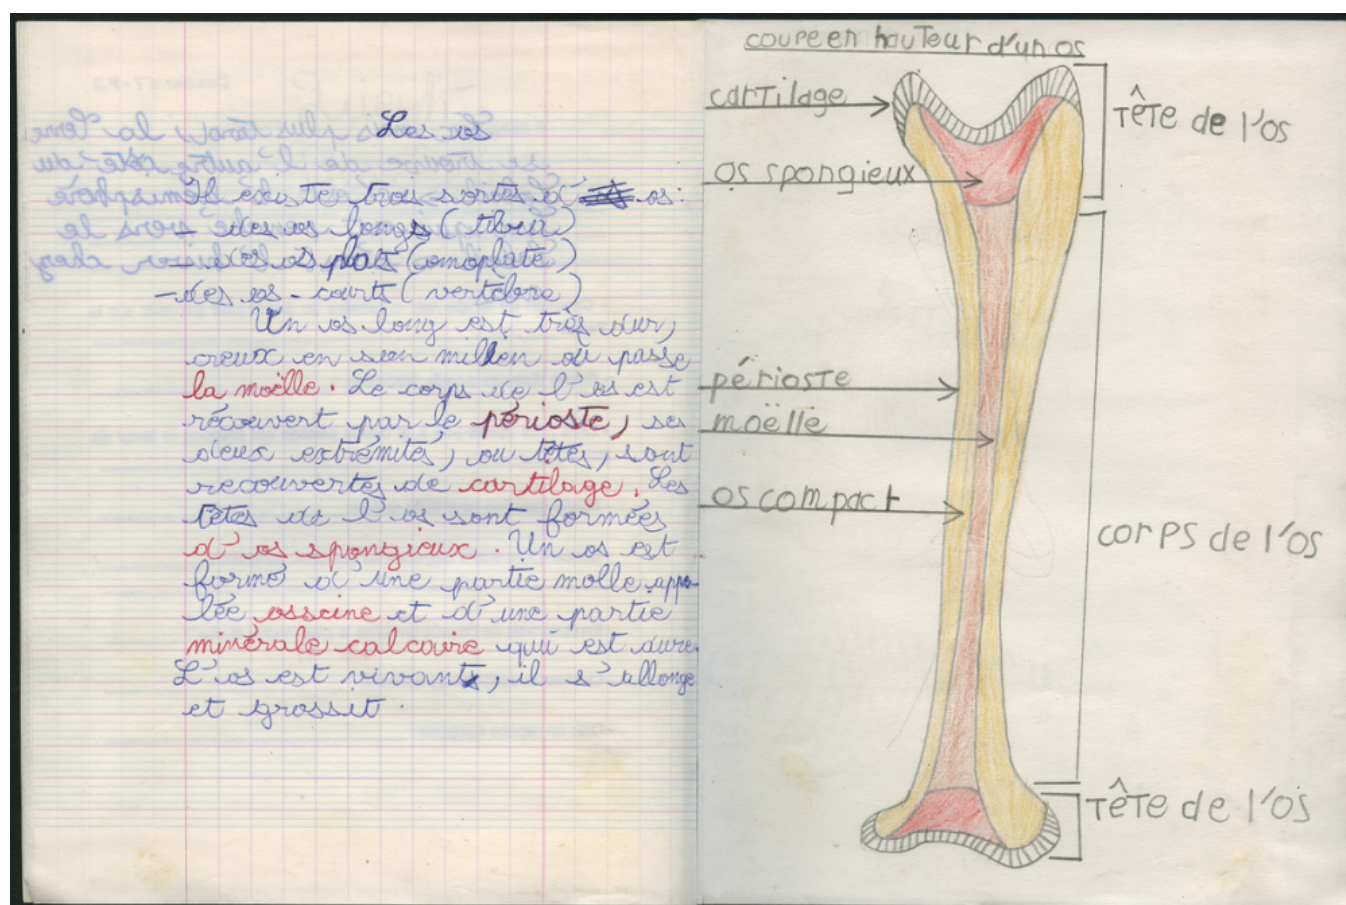 Les os
Il existe trois sortes d' os :
- des os longs (tibia)
- des os plats (omoplate)
- des os - courts (vertèbre)
Un os long est très dur,
creux en son milien où passe
la moëlle. Le corps de l'os est
récouvert par le périoste, ses
deux extrémités, ou têtes, sont
recouvertes de cartilage. Les
têtes de l'os sont formées
d'os spongieux. Un os est
formé d'une partie molle appe-
lée osseine et d'une partie
minérale calcaire qui est dure.
L'os est vivant, il s'allonge
et grossit.
coupe en hauteur d'un os
cartilage
tête de l'os
os spongieux
périoste
moëlle
os compact
corps de l'os
tête de l'os